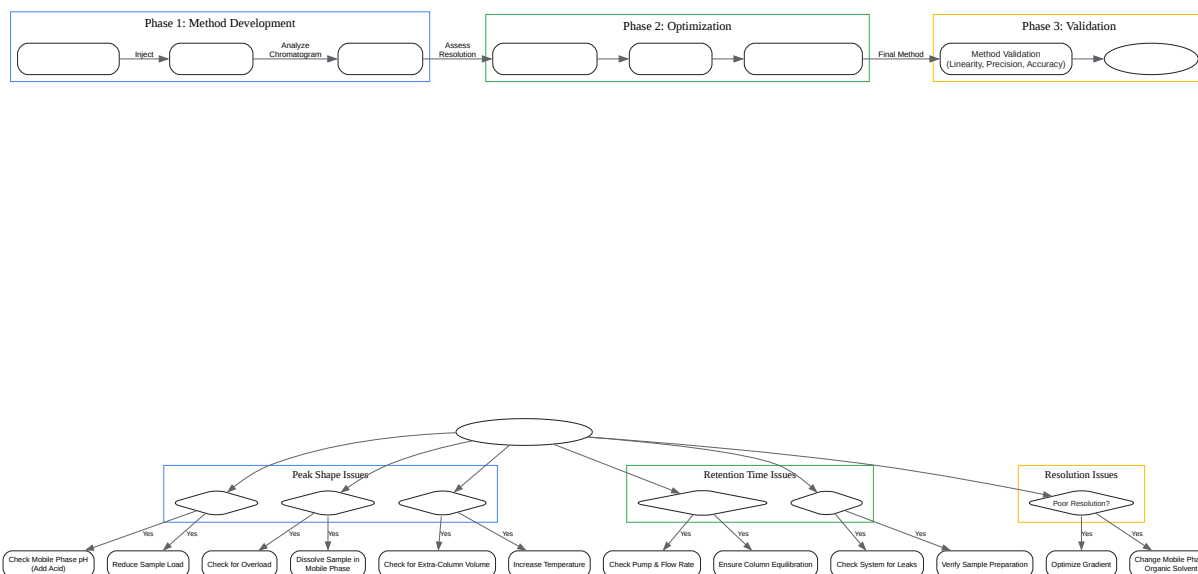 Phase 1: Method Development
Phase 2: Optimization
Phase 3: Validation
Inject
Analyze
Chromatogram
Assess
Resolution
Final Method
Method Validation
(Linearity, Precision, Accuracy)
Peak Shape Issues
Retention Time Issues
Resolution Issues
Poor Resolution?
Yes
Yes
Yes
Yes
Yes
Yes
Yes
Yes
Yes
Yes
Yes
Yes
Check Mobile Phase pH
(Add Acid)
Reduce Sample Load
Check for Overload
Dissolve Sample in
Mobile Phase
Check for Extra-Column Volume
Increase Temperature
Check Pump & Flow Rate
Ensure Column Equilibration
Check System for Leaks
Verify Sample Preparation
Optimize Gradient
Change Mobile Pha
Organic Solvent